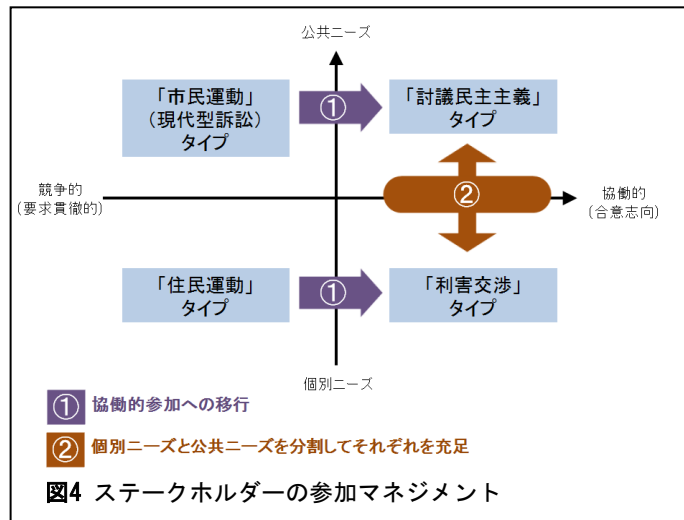 公共ニーズ
「市民運動」
（現代型訴訟）
タイプ
①
「討議民主主義」
タイプ
競争的
(要求貫徹的)
②
協働的
(合意志向)
「住民運動」
タイプ
①
「利害交渉」
タイプ
個別ニーズ
① 協働的参加への移行
② 個別ニーズと公共ニーズを分割してそれぞれを充足
図4 ステークホルダーの参加マネジメント